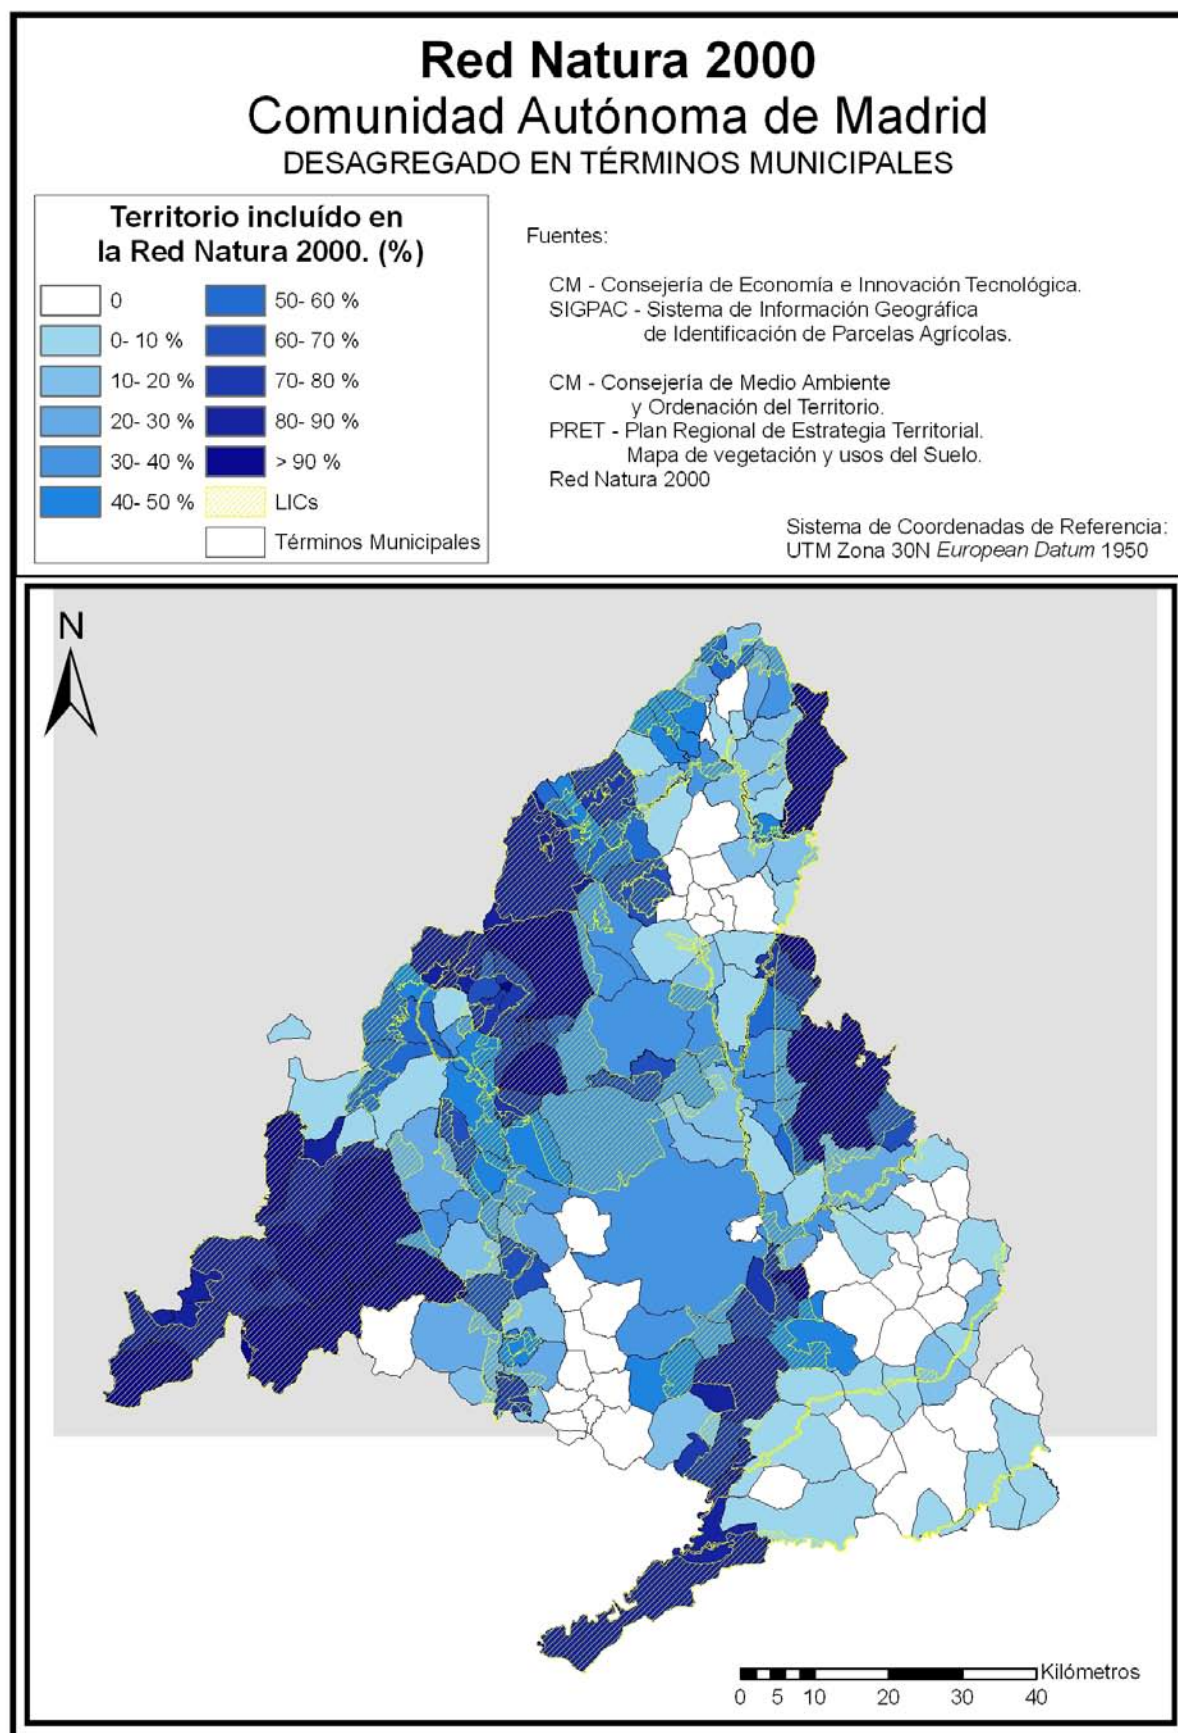 Red Natura 2000
Comunidad Autónoma de Madrid
DESAGREGADO EN TÉRMINOS MUNICIPALES
Territorio incluído en
la Red Natura 2000. (%)
0
0- 10 %
10- 20 %
20- 30 %
30- 40 %
40- 50 %
50- 60 %
60- 70 %
70- 80 %
80- 90 %
> 90 %
LICs
Términos Municipales
Fuentes:
CM - Consejería de Economía e Innovación Tecnológica.
SIGPAC - Sistema de Información Geográfica
de Identificación de Parcelas Agrícolas.
CM - Consejería de Medio Ambiente
y Ordenación del Territorio.
PRET - Plan Regional de Estrategia Territorial.
Mapa de vegetación y usos del Suelo.
Red Natura 2000
Sistema de Coordenadas de Referencia:
UTM Zona 30N European Datum 1950
N
Kilómetros
0 5 10 20 30 40